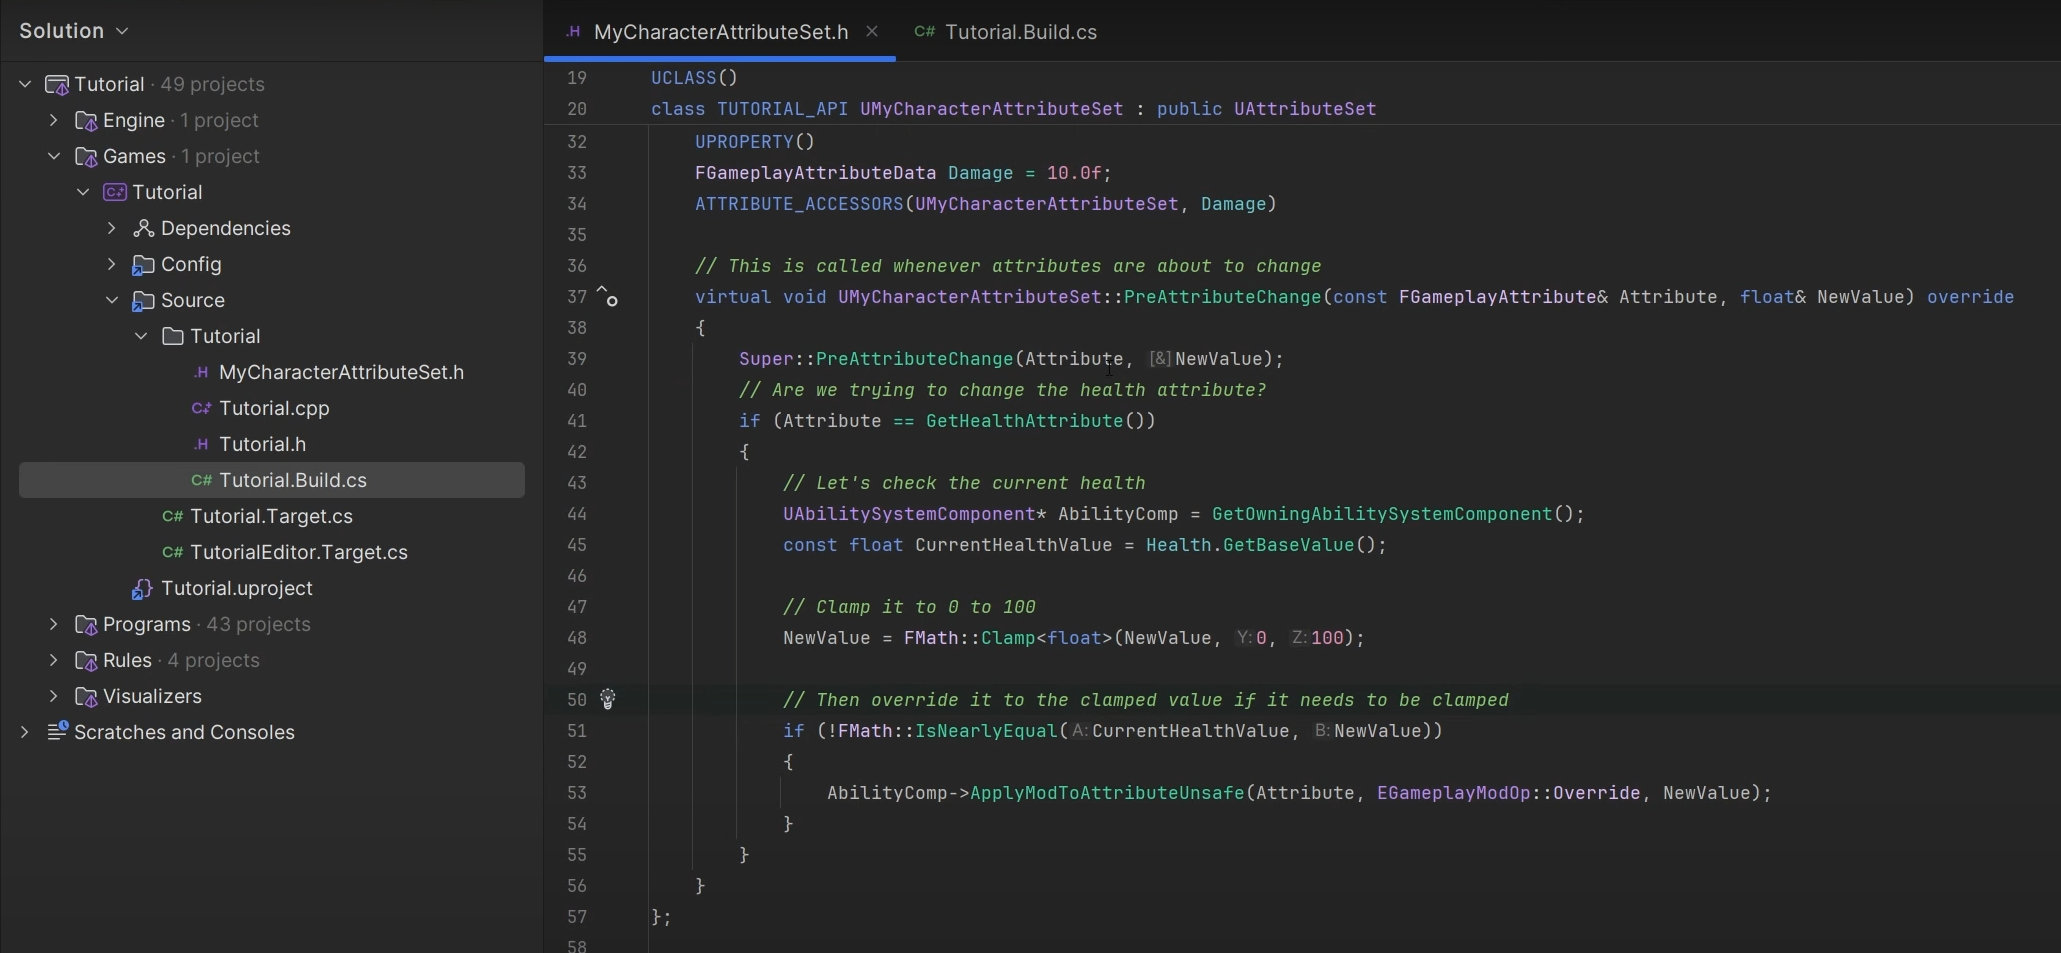 Solution
Tutorial · 49 projects
Engine · 1 project
Games · 1 project
Tutorial
Dependencies
Config
Source
Tutorial
.H MyCharacterAttributeSet.h
C++ Tutorial.cpp
.H Tutorial.h
C# Tutorial.Build.cs
C# Tutorial.Target.cs
C# TutorialEditor.Target.cs
{} Tutorial.uproject
Programs · 43 projects
Rules · 4 projects
Visualizers
Scratches and Consoles
.H MyCharacterAttributeSet.h × C# Tutorial.Build.cs
19 UCLASS()
20 class TUTORIAL_API UMyCharacterAttributeSet : public UAttributeSet
32 UPROPERTY()
33 FGameplayAttributeData Damage = 10.0f;
34 ATTRIBUTE_ACCESSORS(UMyCharacterAttributeSet, Damage)
35
36 // This is called whenever attributes are about to change
37 virtual void UMyCharacterAttributeSet::PreAttributeChange(const FGameplayAttribute& Attribute, float& NewValue) override
38 {
39 Super::PreAttributeChange(Attribute, [&]NewValue);
40 // Are we trying to change the health attribute?
41 if (Attribute == GetHealthAttribute())
42 {
43 // Let's check the current health
44 UAbilitySystemComponent* AbilityComp = GetOwningAbilitySystemComponent();
45 const float CurrentHealthValue = Health.GetBaseValue();
46
47 // Clamp it to 0 to 100
48 NewValue = FMath::Clamp<float>(NewValue, Y:0, Z:100);
49
50 // Then override it to the clamped value if it needs to be clamped
51 if (!FMath::IsNearlyEqual(A:CurrentHealthValue, B:NewValue))
52 {
53 AbilityComp->ApplyModToAttributeUnsafe(Attribute, EGameplayModOp::Override, NewValue);
54 }
55 }
56 }
57 };
58